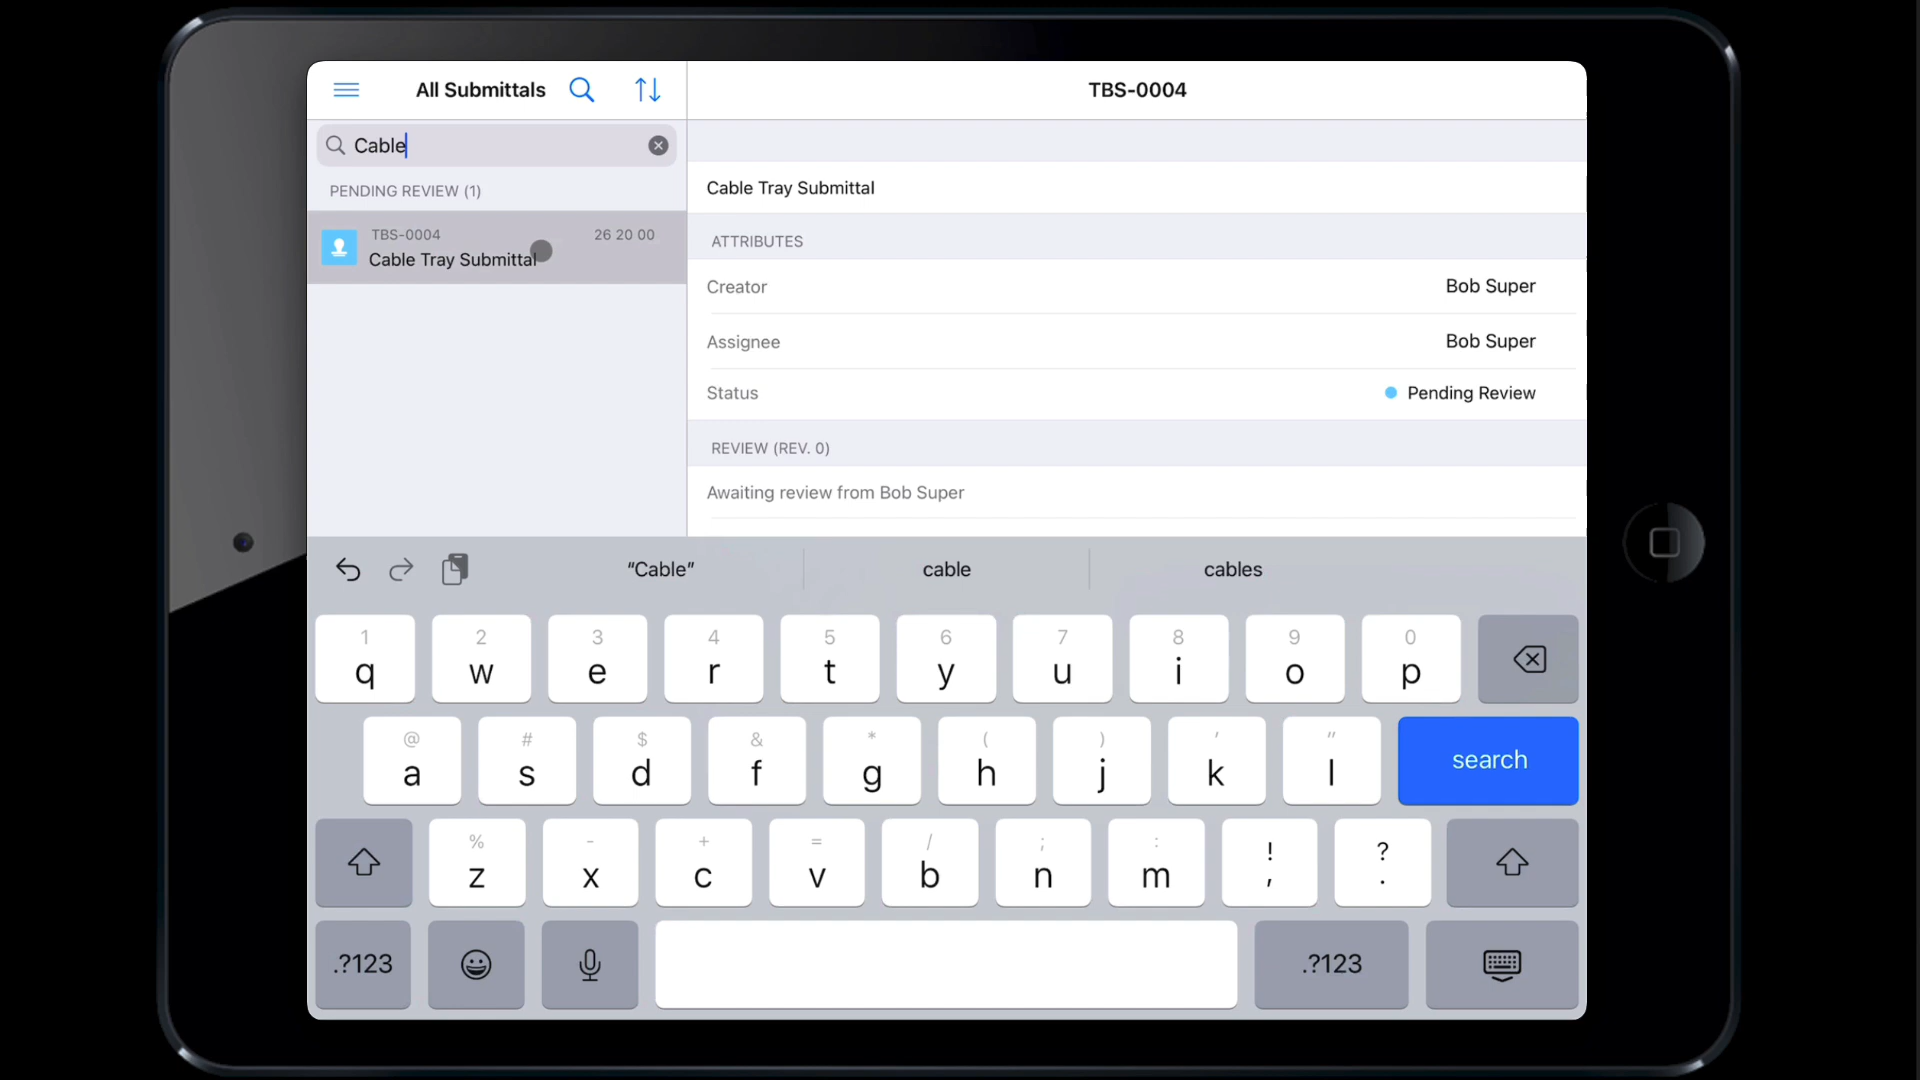 All Submittals
TBS-0004
Cable
PENDING REVIEW (1)
TBS-0004 26 20 00
Cable Tray Submittal
Cable Tray Submittal
ATTRIBUTES
Creator Bob Super
Assignee Bob Super
Status Pending Review
REVIEW (REV. 0)
Awaiting review from Bob Super
“Cable” cable cables
1 2 3 4 5 6 7 8 9 0
q w e r t y u i o p
@ # $ & * ( ) ' "
a s d f g h j k l search
% - + = / ; : ! ?
z x c v b n m , .
.?123 .?123